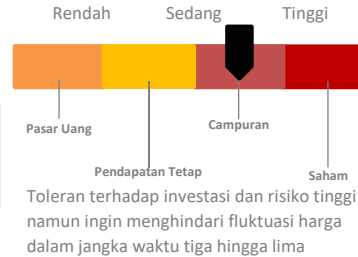 Rendah Sedang Tinggi
Pasar Uang
Campuran
Pendapatan Tetap
Saham
Toleran terhadap investasi dan risiko tinggi
namun ingin menghindari fluktuasi harga
dalam jangka waktu tiga hingga lima